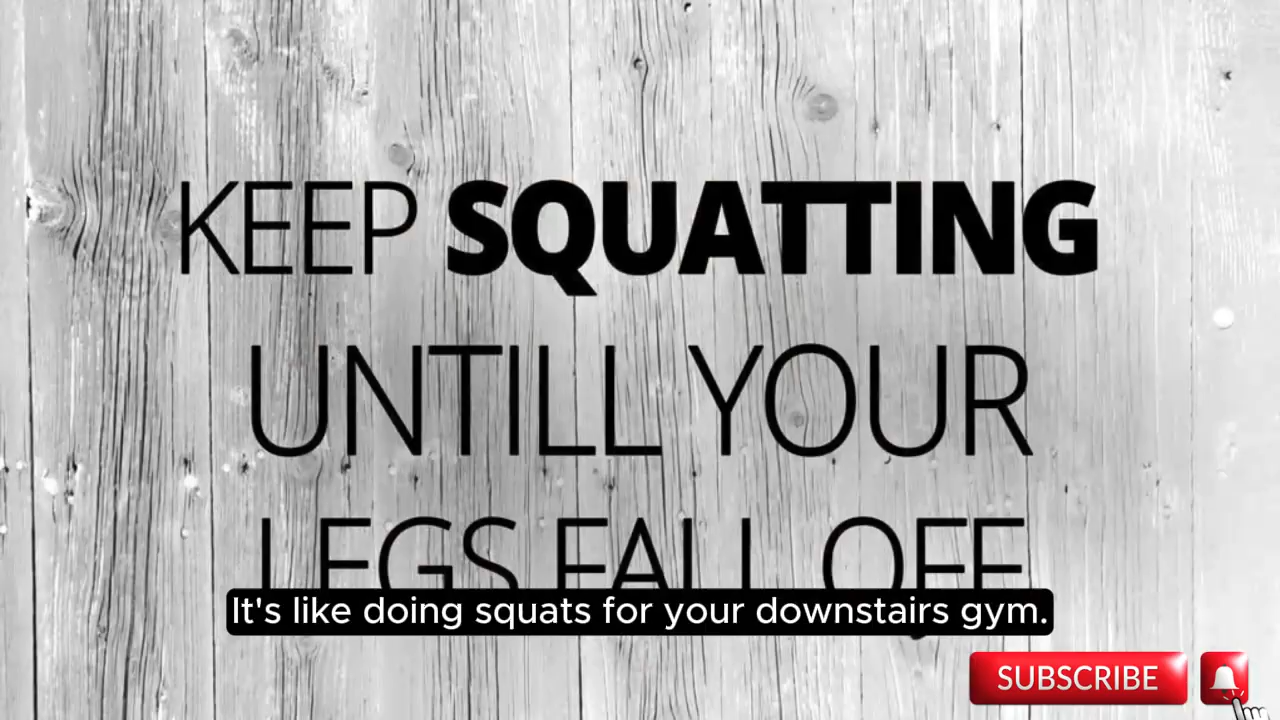 KEEP SQUATTING
UNTILL YOUR
LEGS FALL OFF
It's like doing squats for your downstairs gym.
SUBSCRIBE